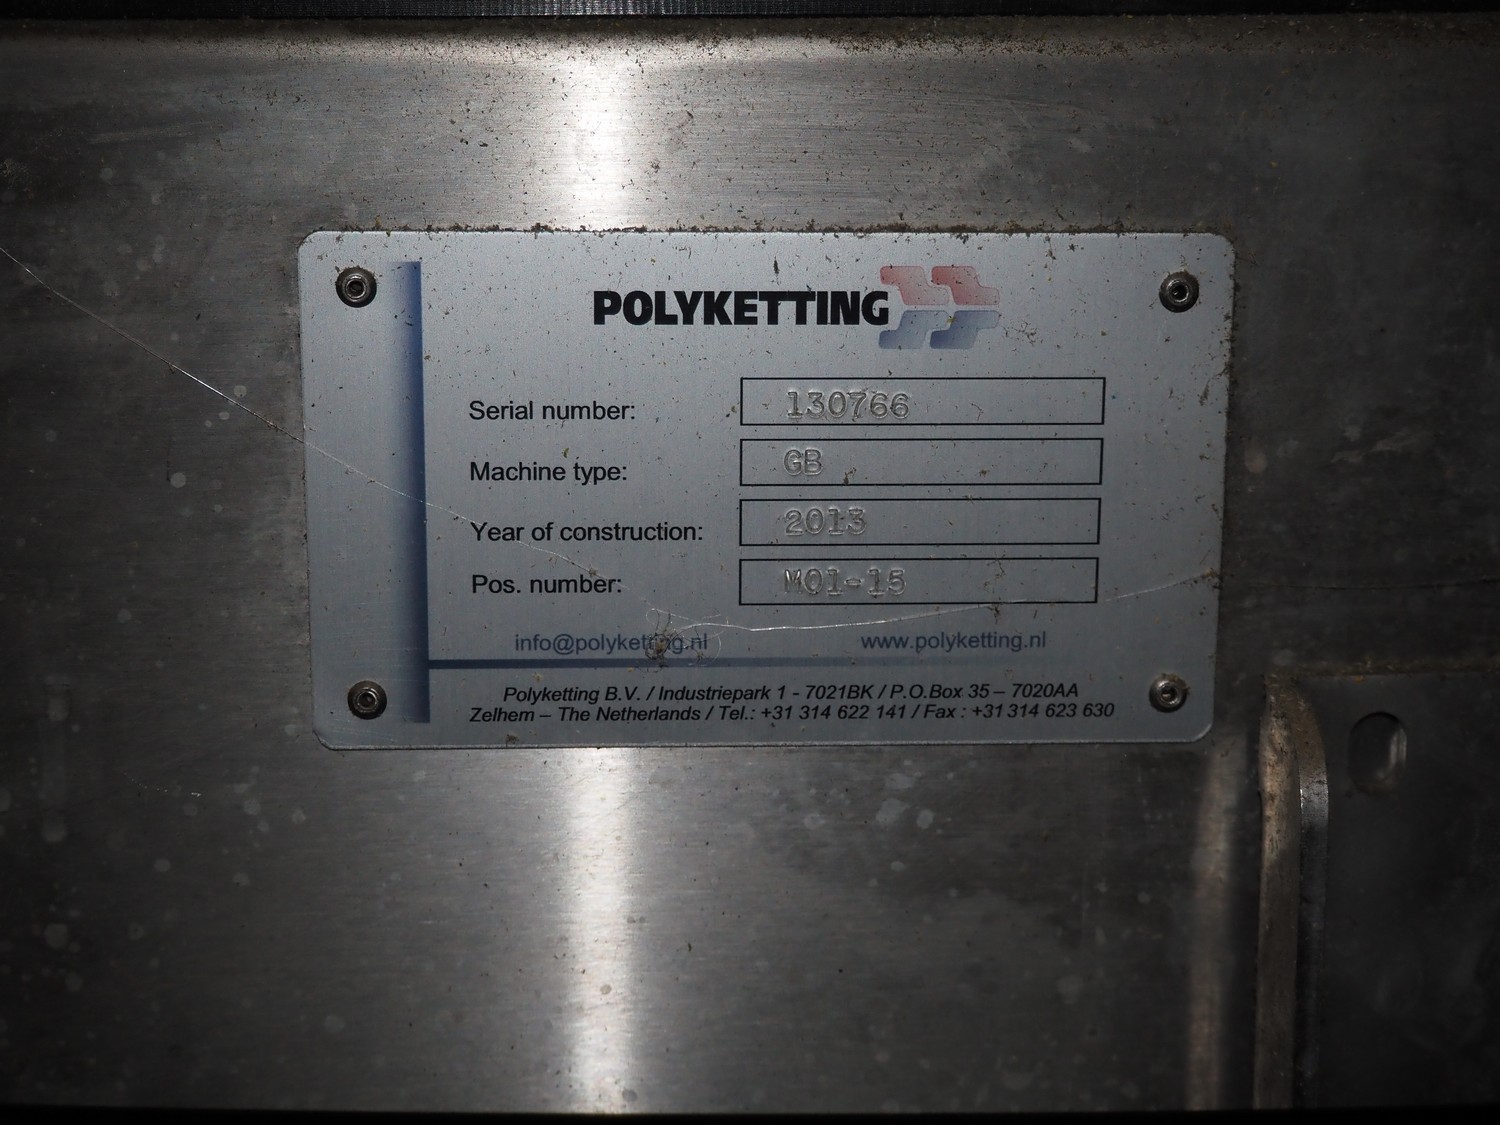 POLYKETTING
Serial number: 130766
Machine type: GB
Year of construction: 2013
Pos. number: M01-15
info@polyketting.nl www.polyketting.nl
Polyketting B.V. / Industriepark 1 - 7021BK / P.O.Box 35 – 7020AA
Zelhem – The Netherlands / Tel.: +31 314 622 141 / Fax : +31 314 623 630